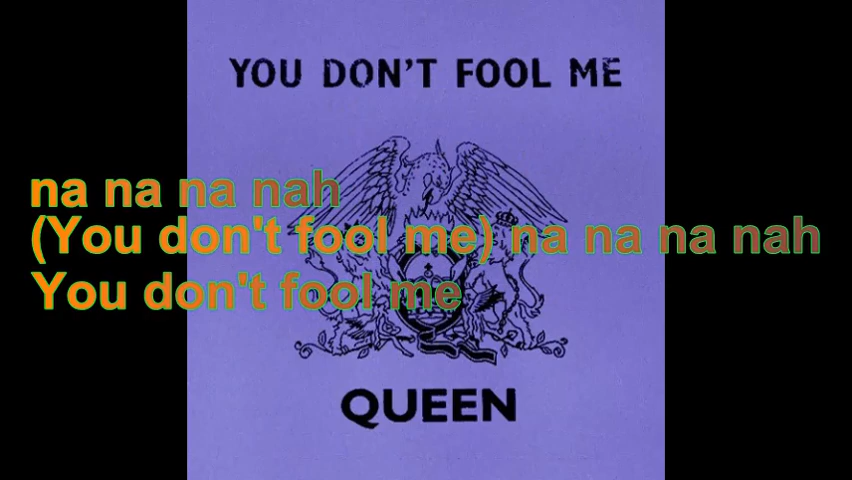 YOU DON'T FOOL ME
na na na nah
(You don't fool me) na na na nah
You don't fool me
QUEEN